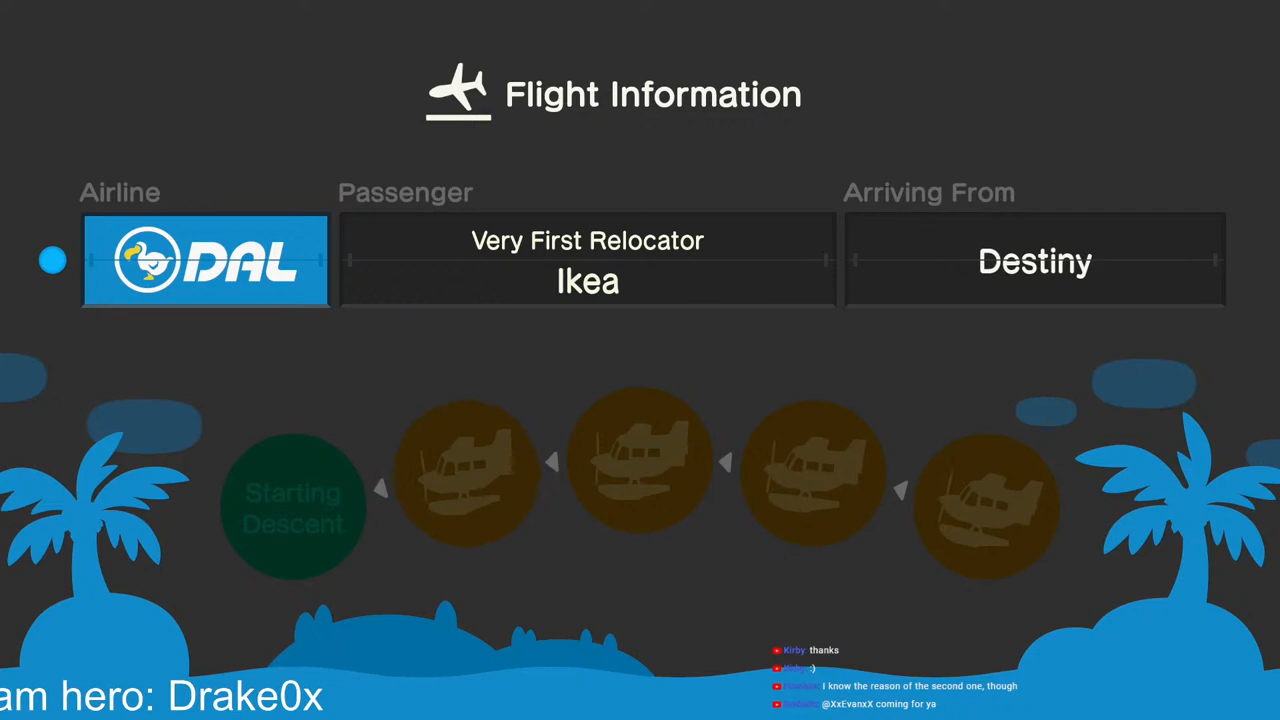 Flight Information
Airline
Passenger
Arriving From
DAL
Very First Relocator
Ikea
Destiny
Starting
Descent
Kirby thanks
:)
I know the reason of the second one, though
@XxEvanxX coming for ya
am hero: Drake0x